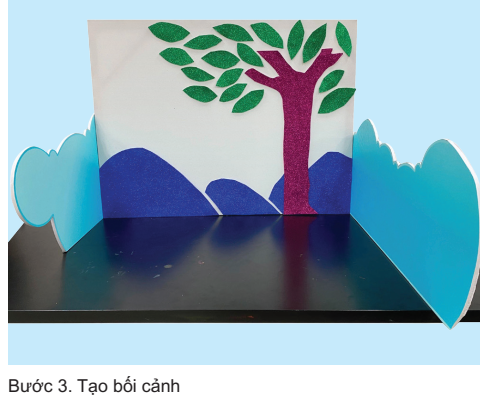 Bước 3. Tạo bối cảnh